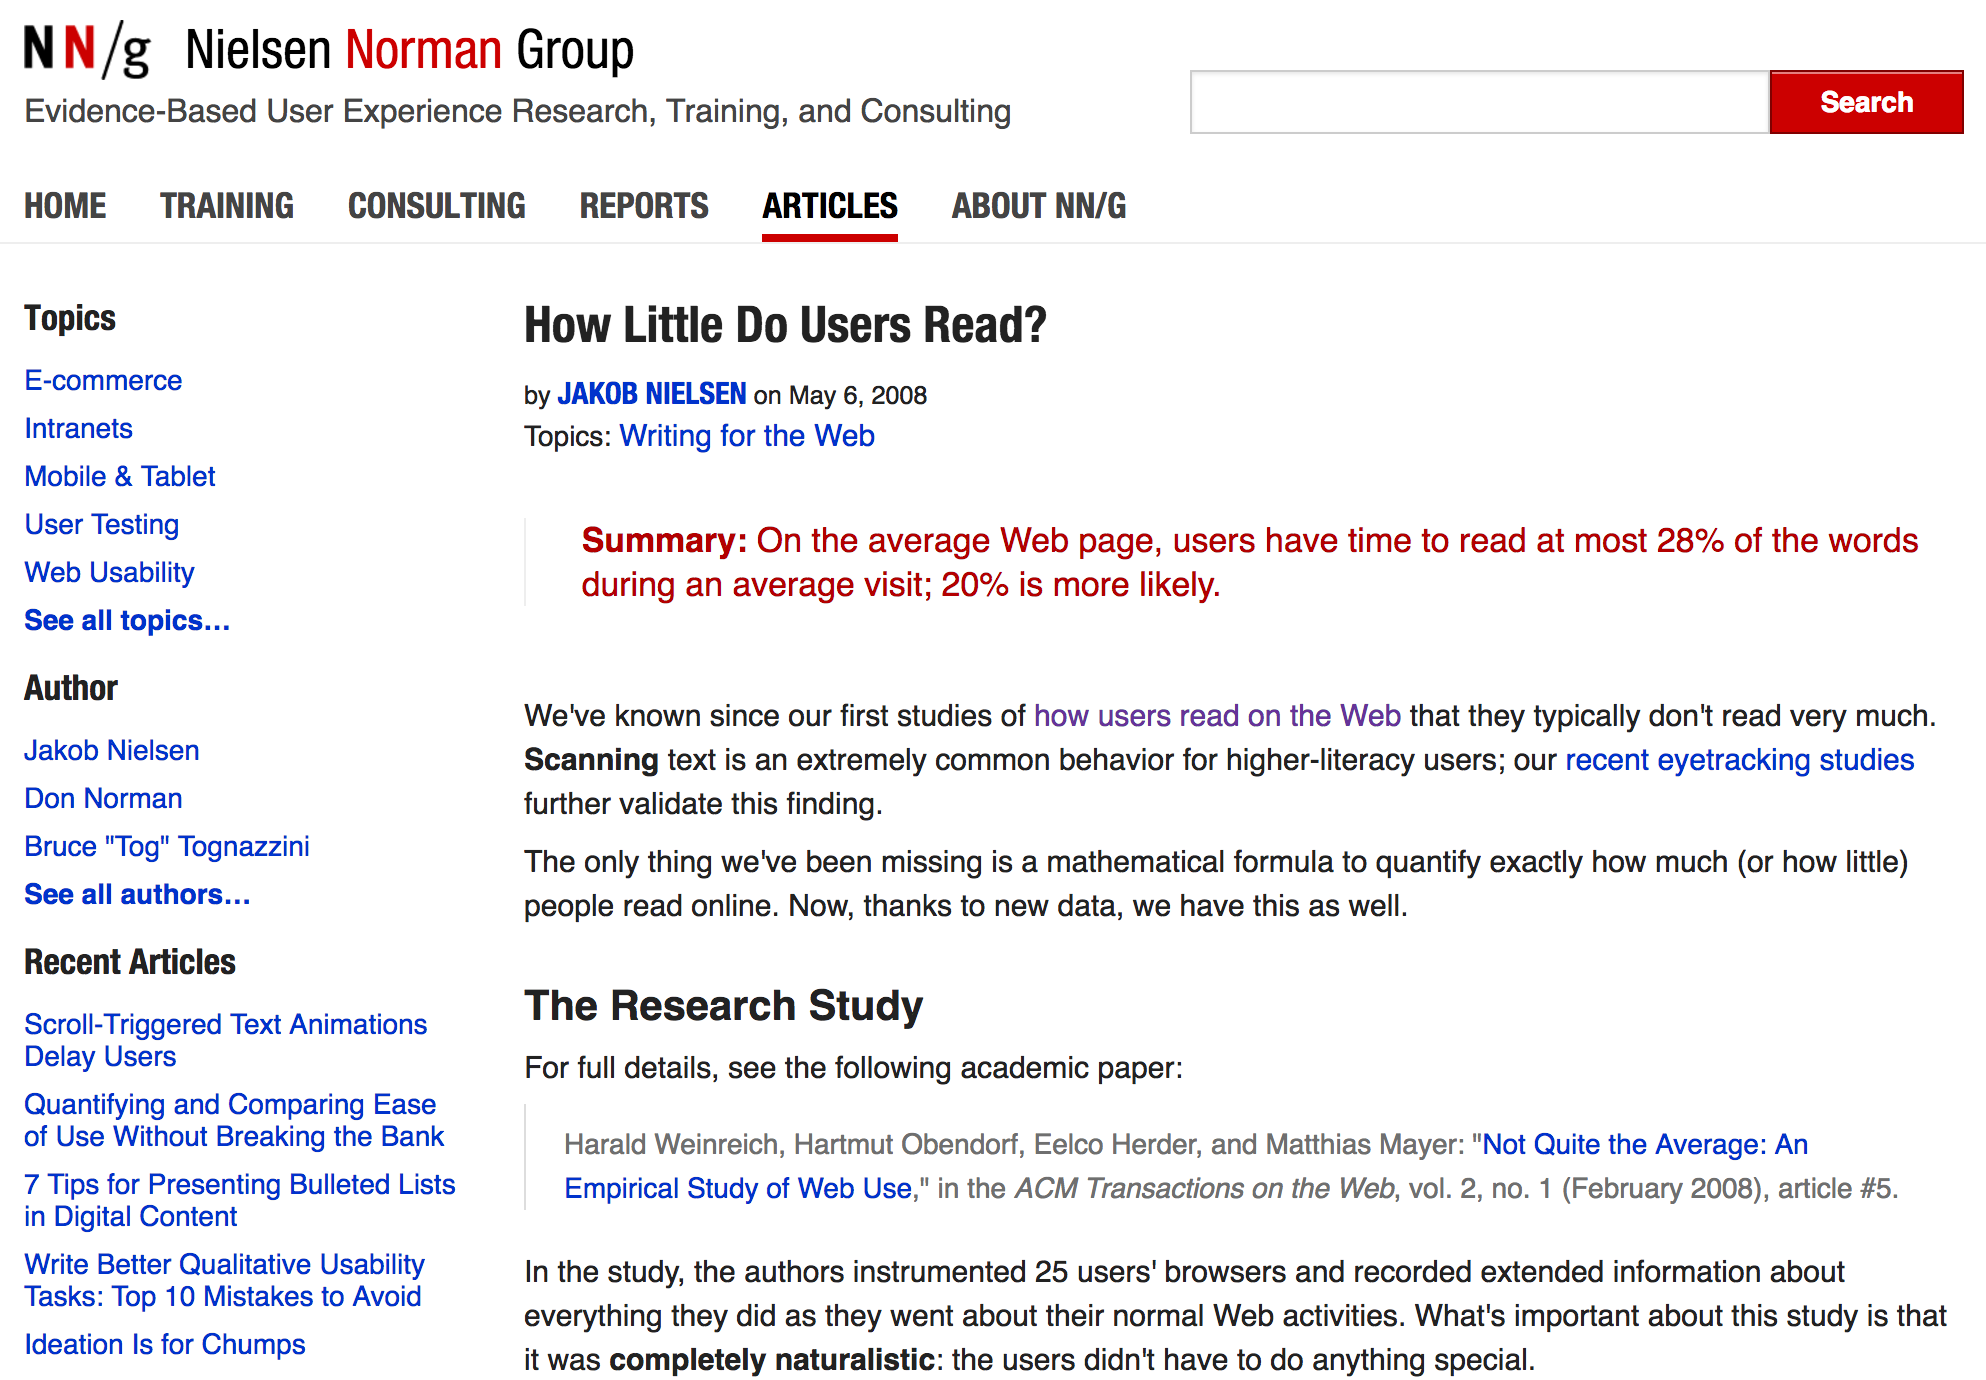 NN/g Nielsen Norman Group
Evidence-Based User Experience Research, Training, and Consulting
Search
HOME TRAINING CONSULTING REPORTS ARTICLES ABOUT NN/G
Topics
E-commerce
Intranets
Mobile & Tablet
User Testing
Web Usability
See all topics...
Author
Jakob Nielsen
Don Norman
Bruce "Tog" Tognazzini
See all authors...
Recent Articles
Scroll-Triggered Text Animations
Delay Users
Quantifying and Comparing Ease
of Use Without Breaking the Bank
7 Tips for Presenting Bulleted Lists
in Digital Content
Write Better Qualitative Usability
Tasks: Top 10 Mistakes to Avoid
Ideation Is for Chumps
How Little Do Users Read?
by JAKOB NIELSEN on May 6, 2008
Topics: Writing for the Web
Summary: On the average Web page, users have time to read at most 28% of the words
during an average visit; 20% is more likely.
We've known since our first studies of how users read on the Web that they typically don't read very much.
Scanning text is an extremely common behavior for higher-literacy users; our recent eyetracking studies
further validate this finding.
The only thing we've been missing is a mathematical formula to quantify exactly how much (or how little)
people read online. Now, thanks to new data, we have this as well.
The Research Study
For full details, see the following academic paper:
Harald Weinreich, Hartmut Obendorf, Eelco Herder, and Matthias Mayer: "Not Quite the Average: An
Empirical Study of Web Use," in the ACM Transactions on the Web, vol. 2, no. 1 (February 2008), article #5.
In the study, the authors instrumented 25 users' browsers and recorded extended information about
everything they did as they went about their normal Web activities. What's important about this study is that
it was completely naturalistic: the users didn't have to do anything special.